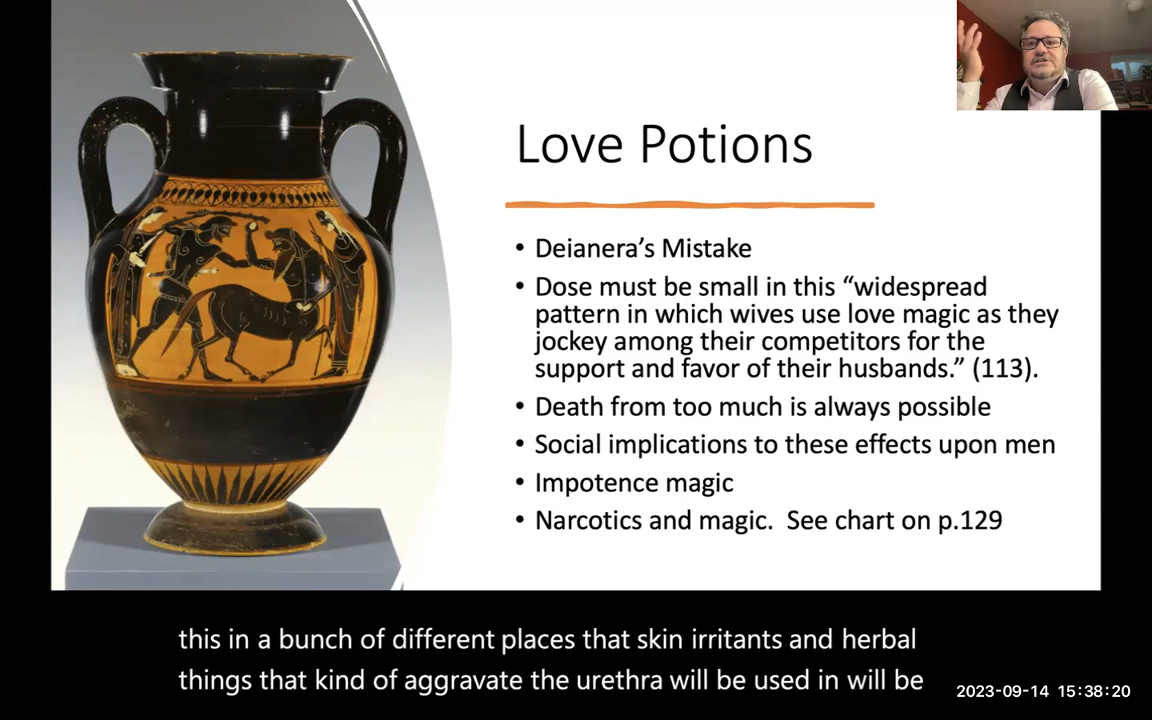 Love Potions
• Deianera’s Mistake
• Dose must be small in this “widespread
pattern in which wives use love magic as they
jockey among their competitors for the
support and favor of their husbands.” (113).
• Death from too much is always possible
• Social implications to these effects upon men
• Impotence magic
• Narcotics and magic.  See chart on p.129
this in a bunch of different places that skin irritants and herbal
things that kind of aggravate the urethra will be used in will be
2023-09-14 15:38:20